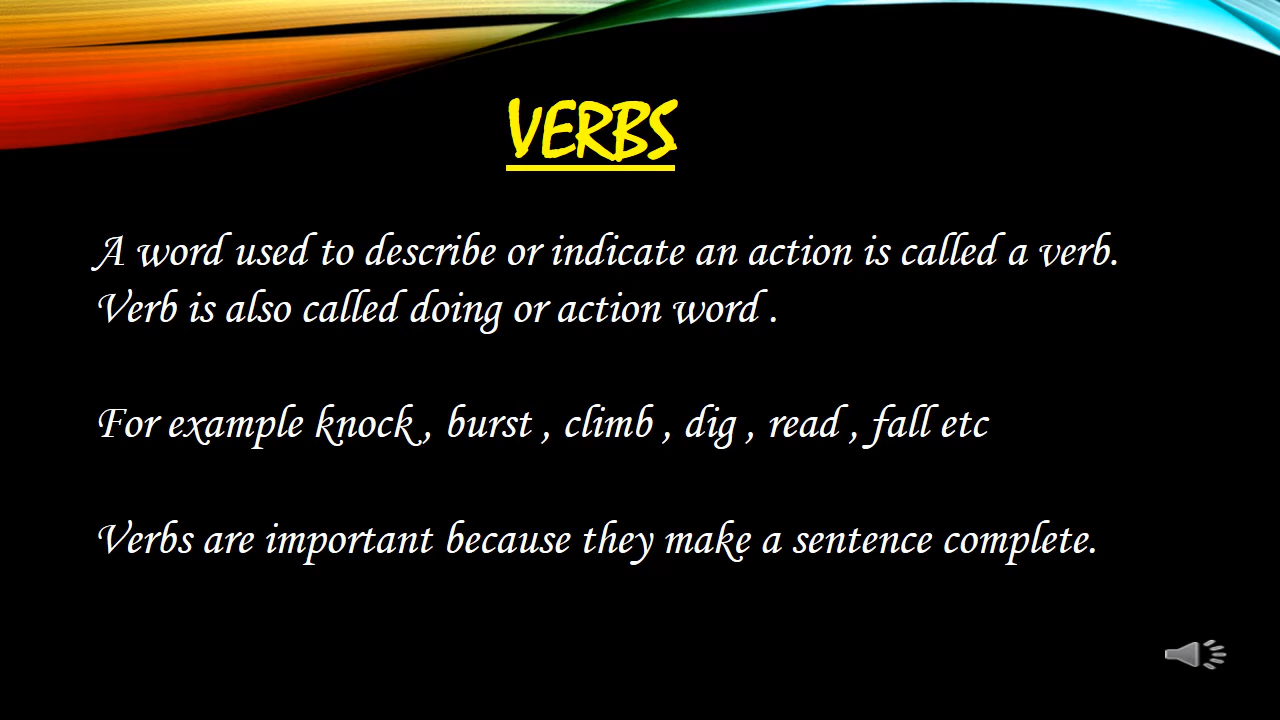 VERBS
A word used to describe or indicate an action is called a verb.
Verb is also called doing or action word .
For example knock , burst , climb , dig , read , fall etc
Verbs are important because they make a sentence complete.